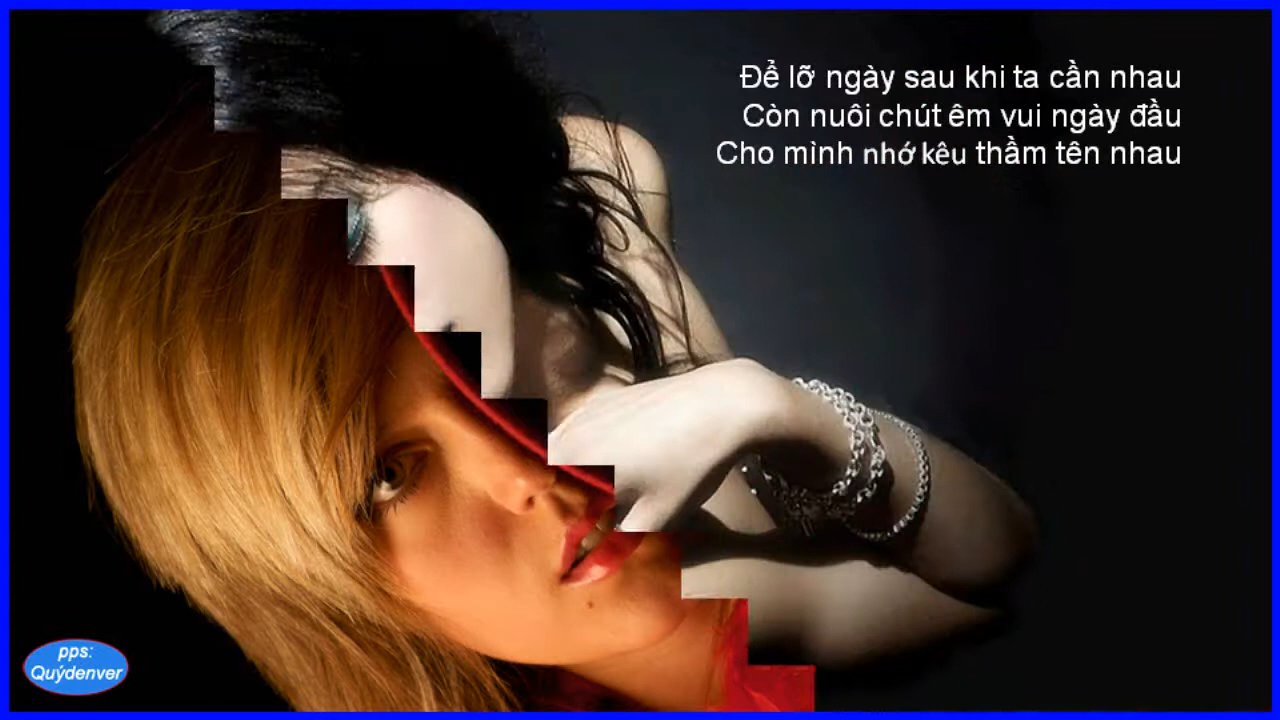 Để lỡ ngày sau khi ta cần nhau
Còn nuôi chút êm vui ngày đầu
Cho mình nhớ kêu thầm tên nhau
pps:
Quýdenver